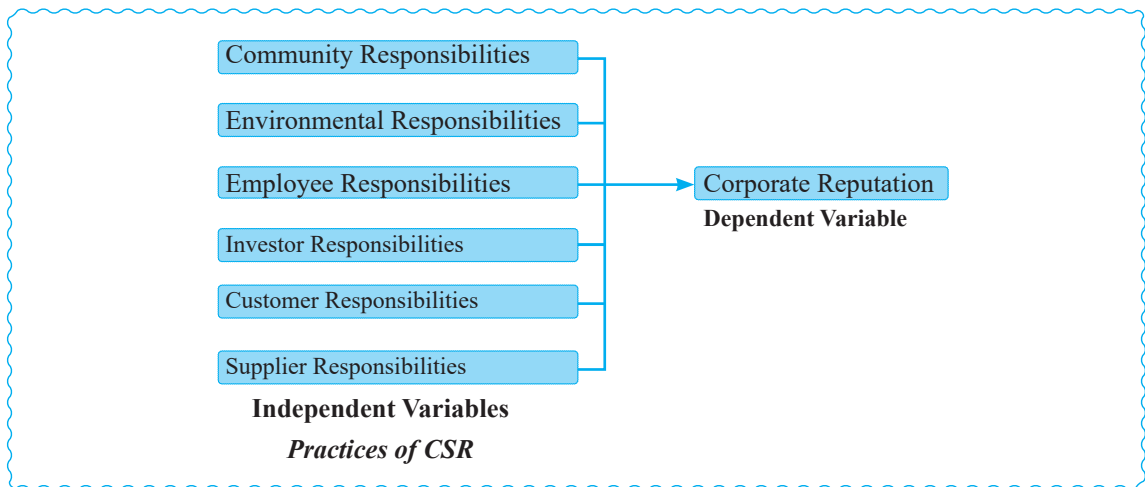 Community Responsibilities
Environmental Responsibilities
Employee Responsibilities
Corporate Reputation
Dependent Variable
Investor Responsibilities
Customer Responsibilities
Supplier Responsibilities
Independent Variables
Practices of CSR